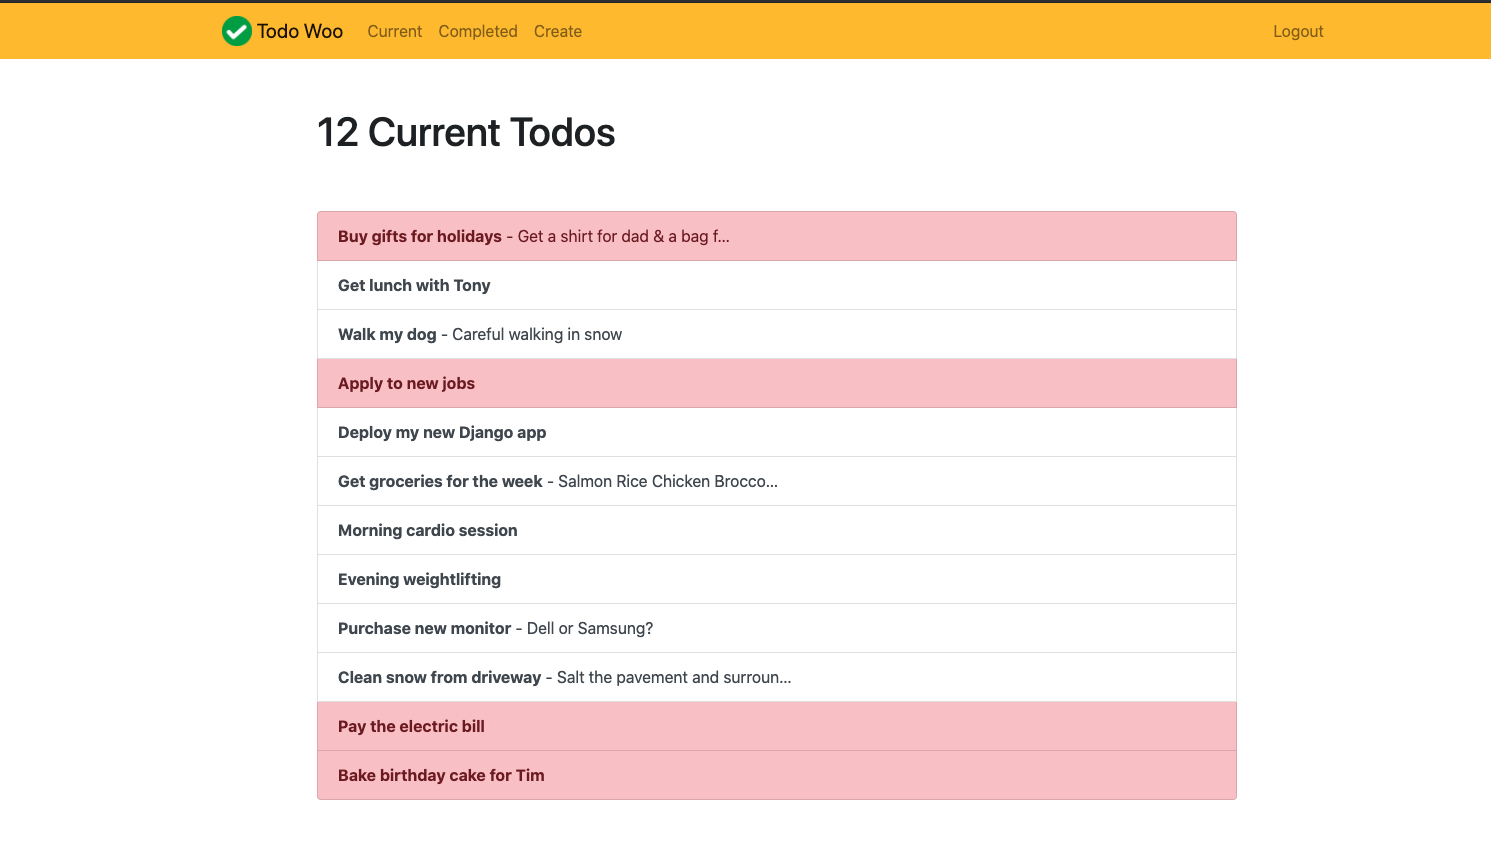 Todo Woo Current Completed Create Logout
12 Current Todos
Buy gifts for holidays - Get a shirt for dad & a bag f...
Get lunch with Tony
Walk my dog - Careful walking in snow
Apply to new jobs
Deploy my new Django app
Get groceries for the week - Salmon Rice Chicken Brocco...
Morning cardio session
Evening weightlifting
Purchase new monitor - Dell or Samsung?
Clean snow from driveway - Salt the pavement and surroun...
Pay the electric bill
Bake birthday cake for Tim